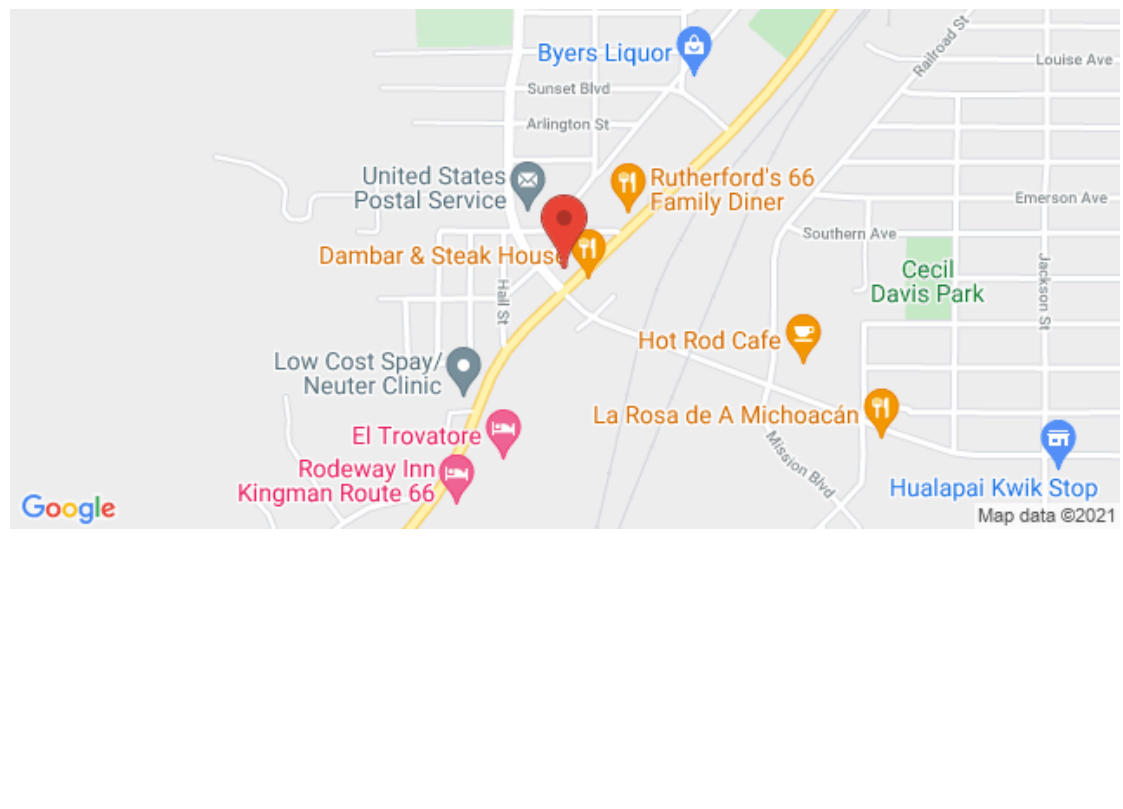 Byers Liquor
Sunset Blvd
Arlington St
Railroad St
Louise Ave
United States
Postal Service
Rutherford's 66
Family Diner
Emerson Ave
Southern Ave
Dambar & Steak House
Cecil
Davis Park
Jackson St
Hall St
Hot Rod Cafe
Low Cost Spay/
Neuter Clinic
La Rosa de A Michoacán
El Trovatore
Mission Blvd
Rodeway Inn
Kingman Route 66
Hualapai Kwik Stop
Google
Map data ©2021